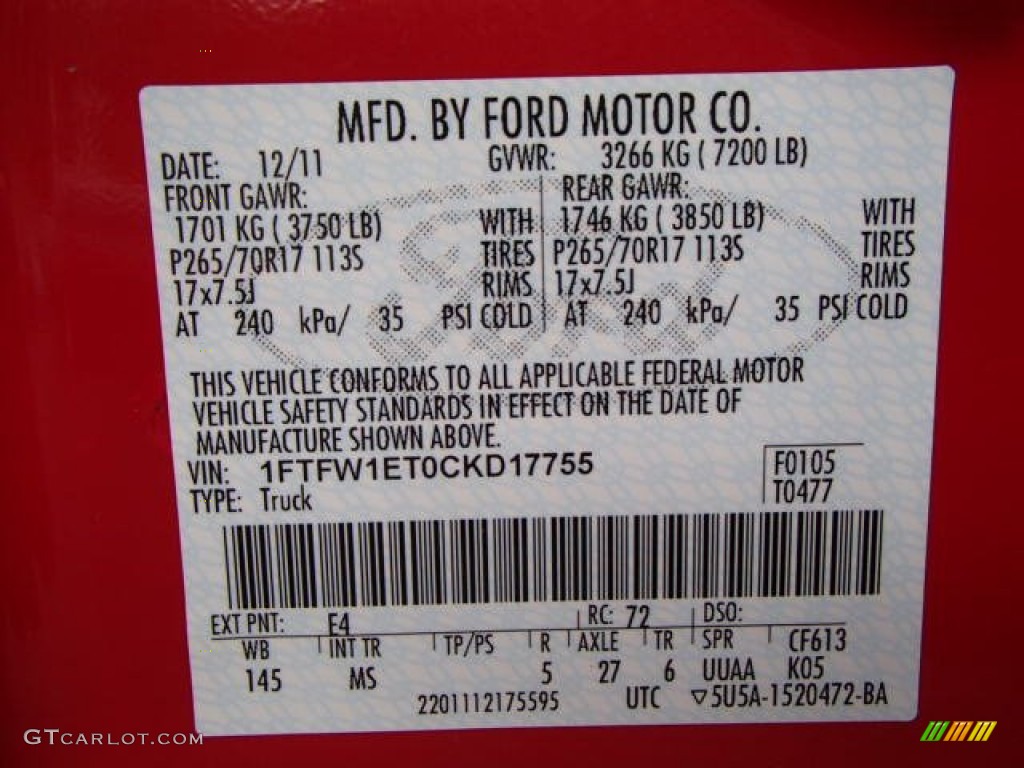 MFD. BY FORD MOTOR CO.
DATE: 12/11 GVWR: 3266 KG ( 7200 LB)
FRONT GAWR: REAR GAWR:
1701 KG ( 3750 LB) WITH 1746 KG ( 3850 LB) WITH
P265/70R17 113S TIRES P265/70R17 113S TIRES
17x7.5J RIMS 17x7.5J RIMS
AT 240 kPa/ 35 PSI COLD AT 240 kPa/ 35 PSI COLD
Ford
THIS VEHICLE CONFORMS TO ALL APPLICABLE FEDERAL MOTOR
VEHICLE SAFETY STANDARDS IN EFFECT ON THE DATE OF
MANUFACTURE SHOWN ABOVE.
VIN: 1FTFW1ET0CKD17755 F0105
TYPE: Truck T0477
EXT PNT: E4 RC: 72 DSO:
WB INT TR TP/PS R AXLE TR SPR CF613
145 MS 5 27 6 UUAA K05
2201112175595 UTC ▽5U5A-1520472-BA
GTCARLOT.COM